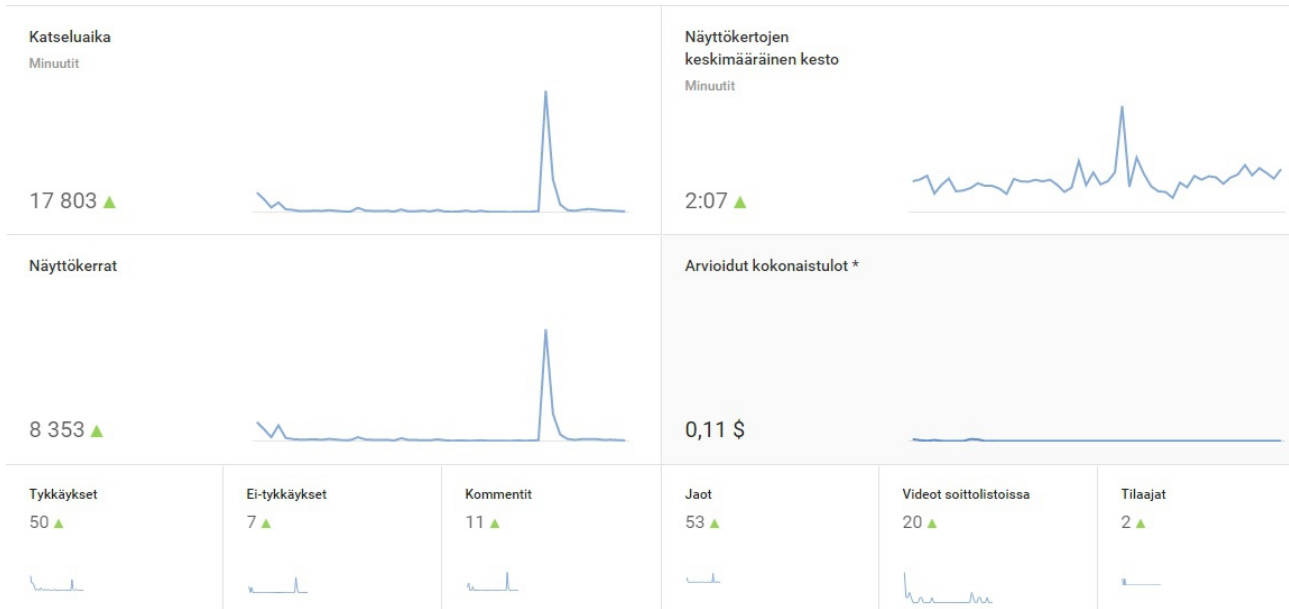 Katseluaika
Minuutit
17 803
Näyttökertojen
keskimääräinen kesto
Minuutit
2:07
Näyttökerrat
8 353
Arvioidut kokonaistulot *
0,11 $
Tykkäykset
50
Ei-tykkäykset
7
Kommentit
11
Jaot
53
Videot soittolistoissa
20
Tilaajat
2